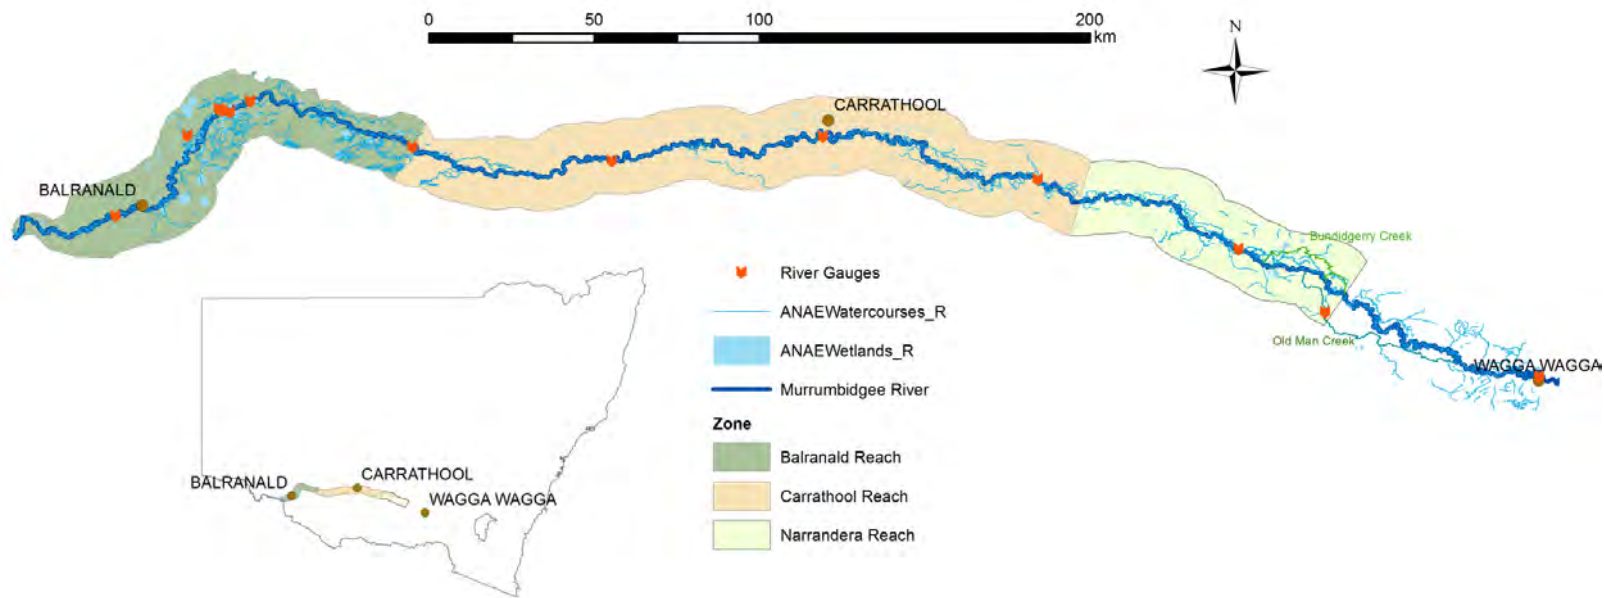 0 50 100 200
km
N
CARRATHOOL
BALRANALD
Bundidgerry Creek
Old Man Creek
WAGGA WAGGA
River Gauges
ANAEWatercourses_R
ANAEWetlands_R
Murrumbidgee River
Zone
Balranald Reach
Carrathool Reach
Narrandera Reach
CARRATHOOL
BALRANALD
WAGGA WAGGA